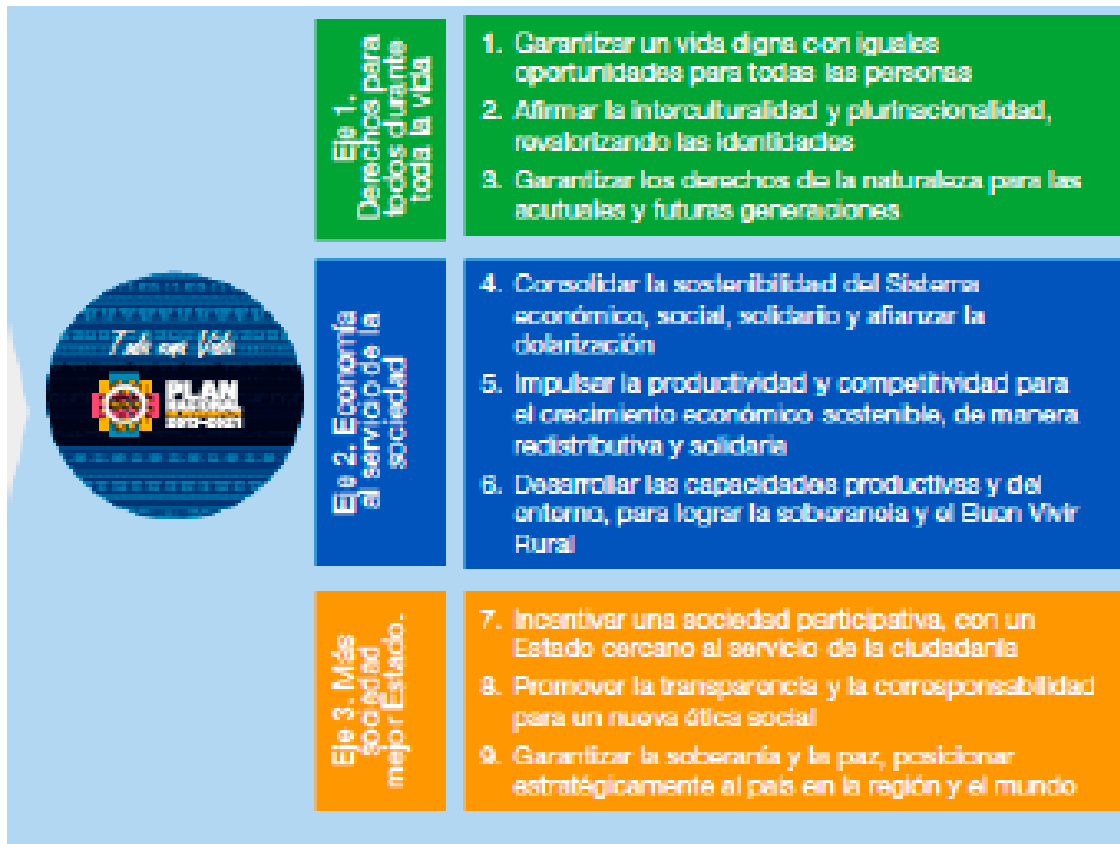 Toda una Vida
PLAN
NACIONAL
2017-2021
Eje 1.
Derechos para
todos durante
toda la vida
1. Garantizar un vida digna con iguales
oportunidades para todas las personas
2. Afirmar la interculturalidad y plurinacionalidad,
revalorizando las identidades
3. Garantizar los derechos de la naturaleza para las
acutuales y futuras generaciones
Eje 2. Economía
al servicio de la
sociedad
4. Consolidar la sostenibilidad del Sistema
económico, social, solidario y afianzar la
dolarización
5. Impulsar la productividad y competitividad para
el crecimiento económico sostenible, de manera
redistributiva y solidaria
6. Desarrollar las capacidades productivas y del
entorno, para lograr la soberanola y el Buen Vivir
Rural
Eje 3. Más
sociedad
mejor Estado.
7. Incentivar una sociedad participativa, con un
Estado cercano al servicio de la ciudadanía
8. Promover la transparencia y la corresponsabilidad
para un nueva ética social
9. Garantizar la soberanía y la paz, posicionar
estratégicamente al país en la región y el mundo